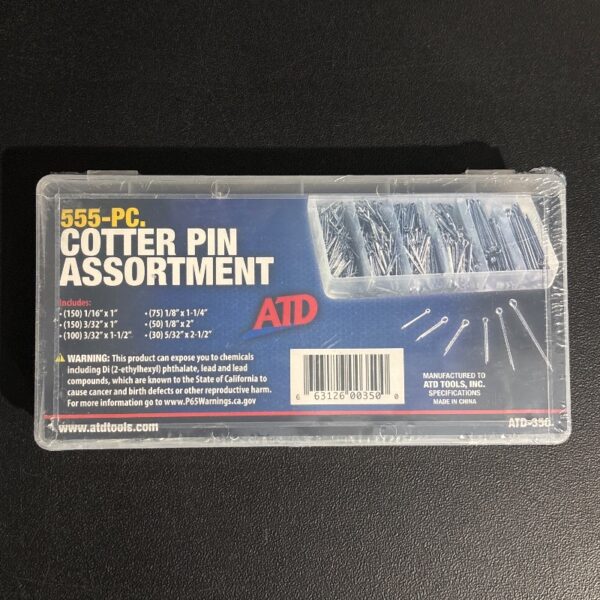 555-PC.
COTTER PIN
ASSORTMENT
Includes:
• (150) 1/16" x 1"
• (150) 3/32" x 1"
• (100) 3/32" x 1-1/2"
• (75) 1/8" x 1-1/4"
• (50) 1/8" x 2"
• (30) 5/32" x 2-1/2"
ATD
WARNING: This product can expose you to chemicals
including Di (2-ethylhexyl) phthalate, lead and lead
compounds, which are known to the State of California to
cause cancer and birth defects or other reproductive harm.
For more information go to www.P65Warnings.ca.gov
6 63126 00350 0
MANUFACTURED TO
ATD TOOLS, INC.
SPECIFICATIONS
MADE IN CHINA
www.atdtools.com
ATD-350